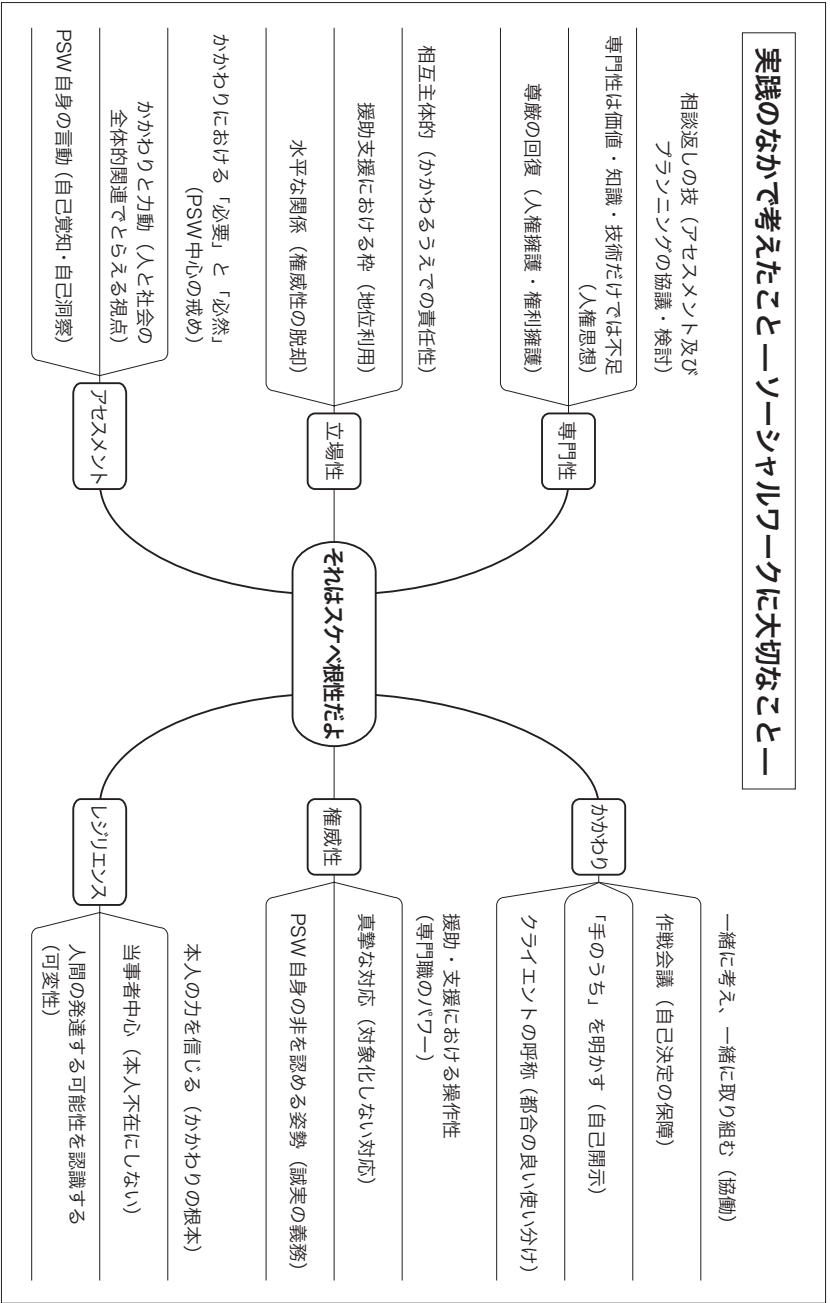 実践のなかで考えたこと ― ソーシャルワークに大切なこと―
それはスケベ根性だよ
専門性
相談返しの技（アセスメント及び
プランニングの協議・検討）
専門性は価値・知識・技術だけでは不足
（人権思想）
尊厳の回復（人権擁護・権利擁護）
立場性
相互主体的（かかわるうえでの責任性）
援助支援における枠（地位利用）
水平な関係（権威性の脱却）
アセスメント
かかわりにおける「必要」と「必然」
（PSW中心の戒め）
かかわりと力動（人と社会の
全体的関連でとらえる視点）
PSW自身の言動（自己覚知・自己洞察）
かかわり
一緒に考え、一緒に取り組む（協働）
作戦会議（自己決定の保障）
「手のうち」を明かす（自己開示）
クライエントの呼称（都合の良い使い分け）
権威性
援助・支援における操作性
（専門職のパワー）
真摯な対応（対象化しない対応）
PSW自身の非を認める姿勢（誠実の義務）
レジリエンス
本人の力を信じる（かかわりの根本）
当事者中心（本人不在にしない）
人間の発達する可能性を認識する
（可変性）